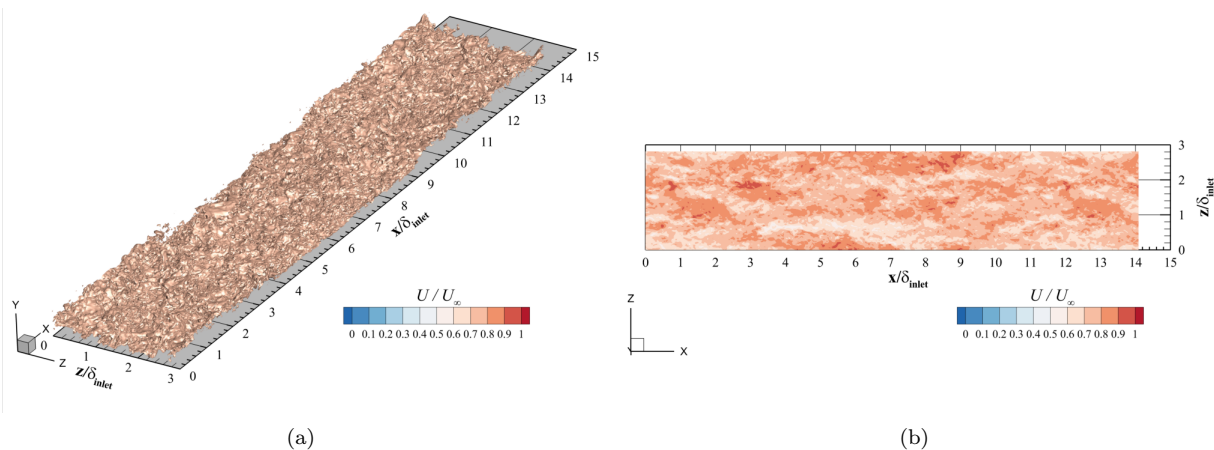 15
14
13
12
11
10
9
8
7
6
5
4
3
2
1
0
x/δinlet
0
1
2
3
z/δinlet
Y
X
Z
U / U∞
0 0.1 0.2 0.3 0.4 0.5 0.6 0.7 0.8 0.9 1
(a)
3
2
1
0
z/δinlet
0 1 2 3 4 5 6 7 8 9 10 11 12 13 14 15
x/δinlet
Z
Y X
U / U∞
0 0.1 0.2 0.3 0.4 0.5 0.6 0.7 0.8 0.9 1
(b)